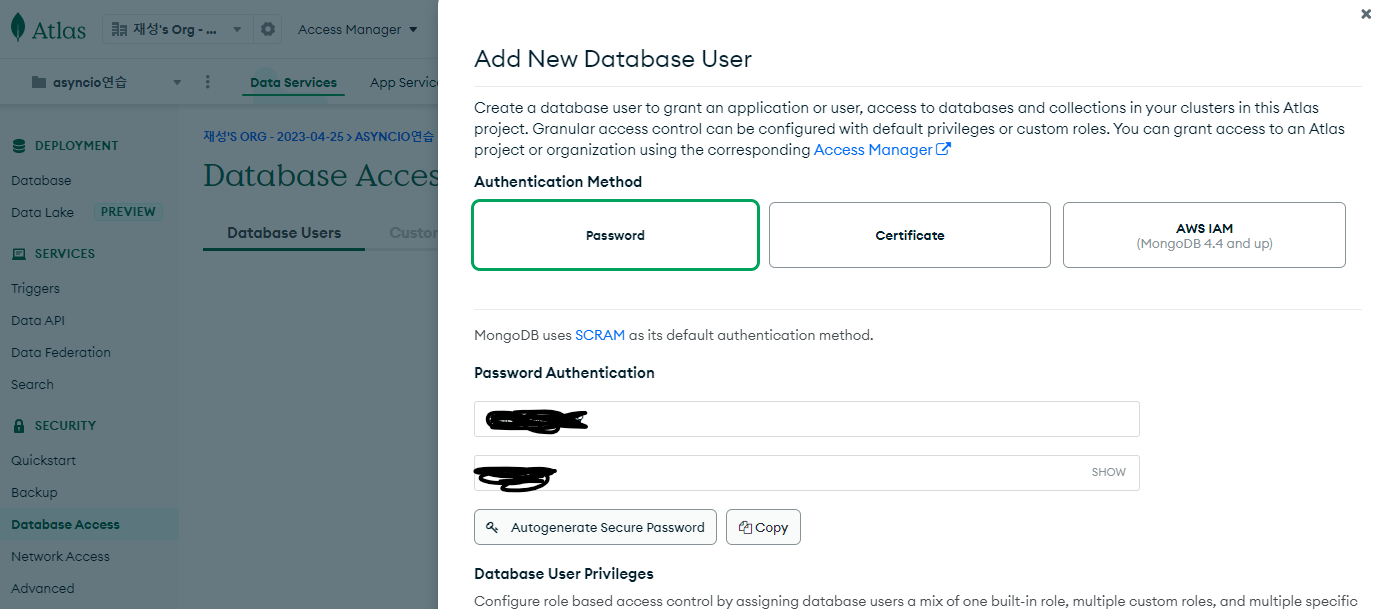 Atlas
재성's Org - ...
Access Manager
asyncio연습
Data Services
App Servic
DEPLOYMENT
Database
Data Lake PREVIEW
SERVICES
Triggers
Data API
Data Federation
Search
SECURITY
Quickstart
Backup
Database Access
Network Access
Advanced
재성'S ORG - 2023-04-25 > ASYNCIO연습
Database Acces
Database Users
Custor
Add New Database User
Create a database user to grant an application or user, access to databases and collections in your clusters in this Atlas
project. Granular access control can be configured with default privileges or custom roles. You can grant access to an Atlas
project or organization using the corresponding Access Manager
Authentication Method
Password
Certificate
AWS IAM
(MongoDB 4.4 and up)
MongoDB uses SCRAM as its default authentication method.
Password Authentication
SHOW
Autogenerate Secure Password
Copy
Database User Privileges
Configure role based access control by assigning database users a mix of one built-in role, multiple custom roles, and multiple specific